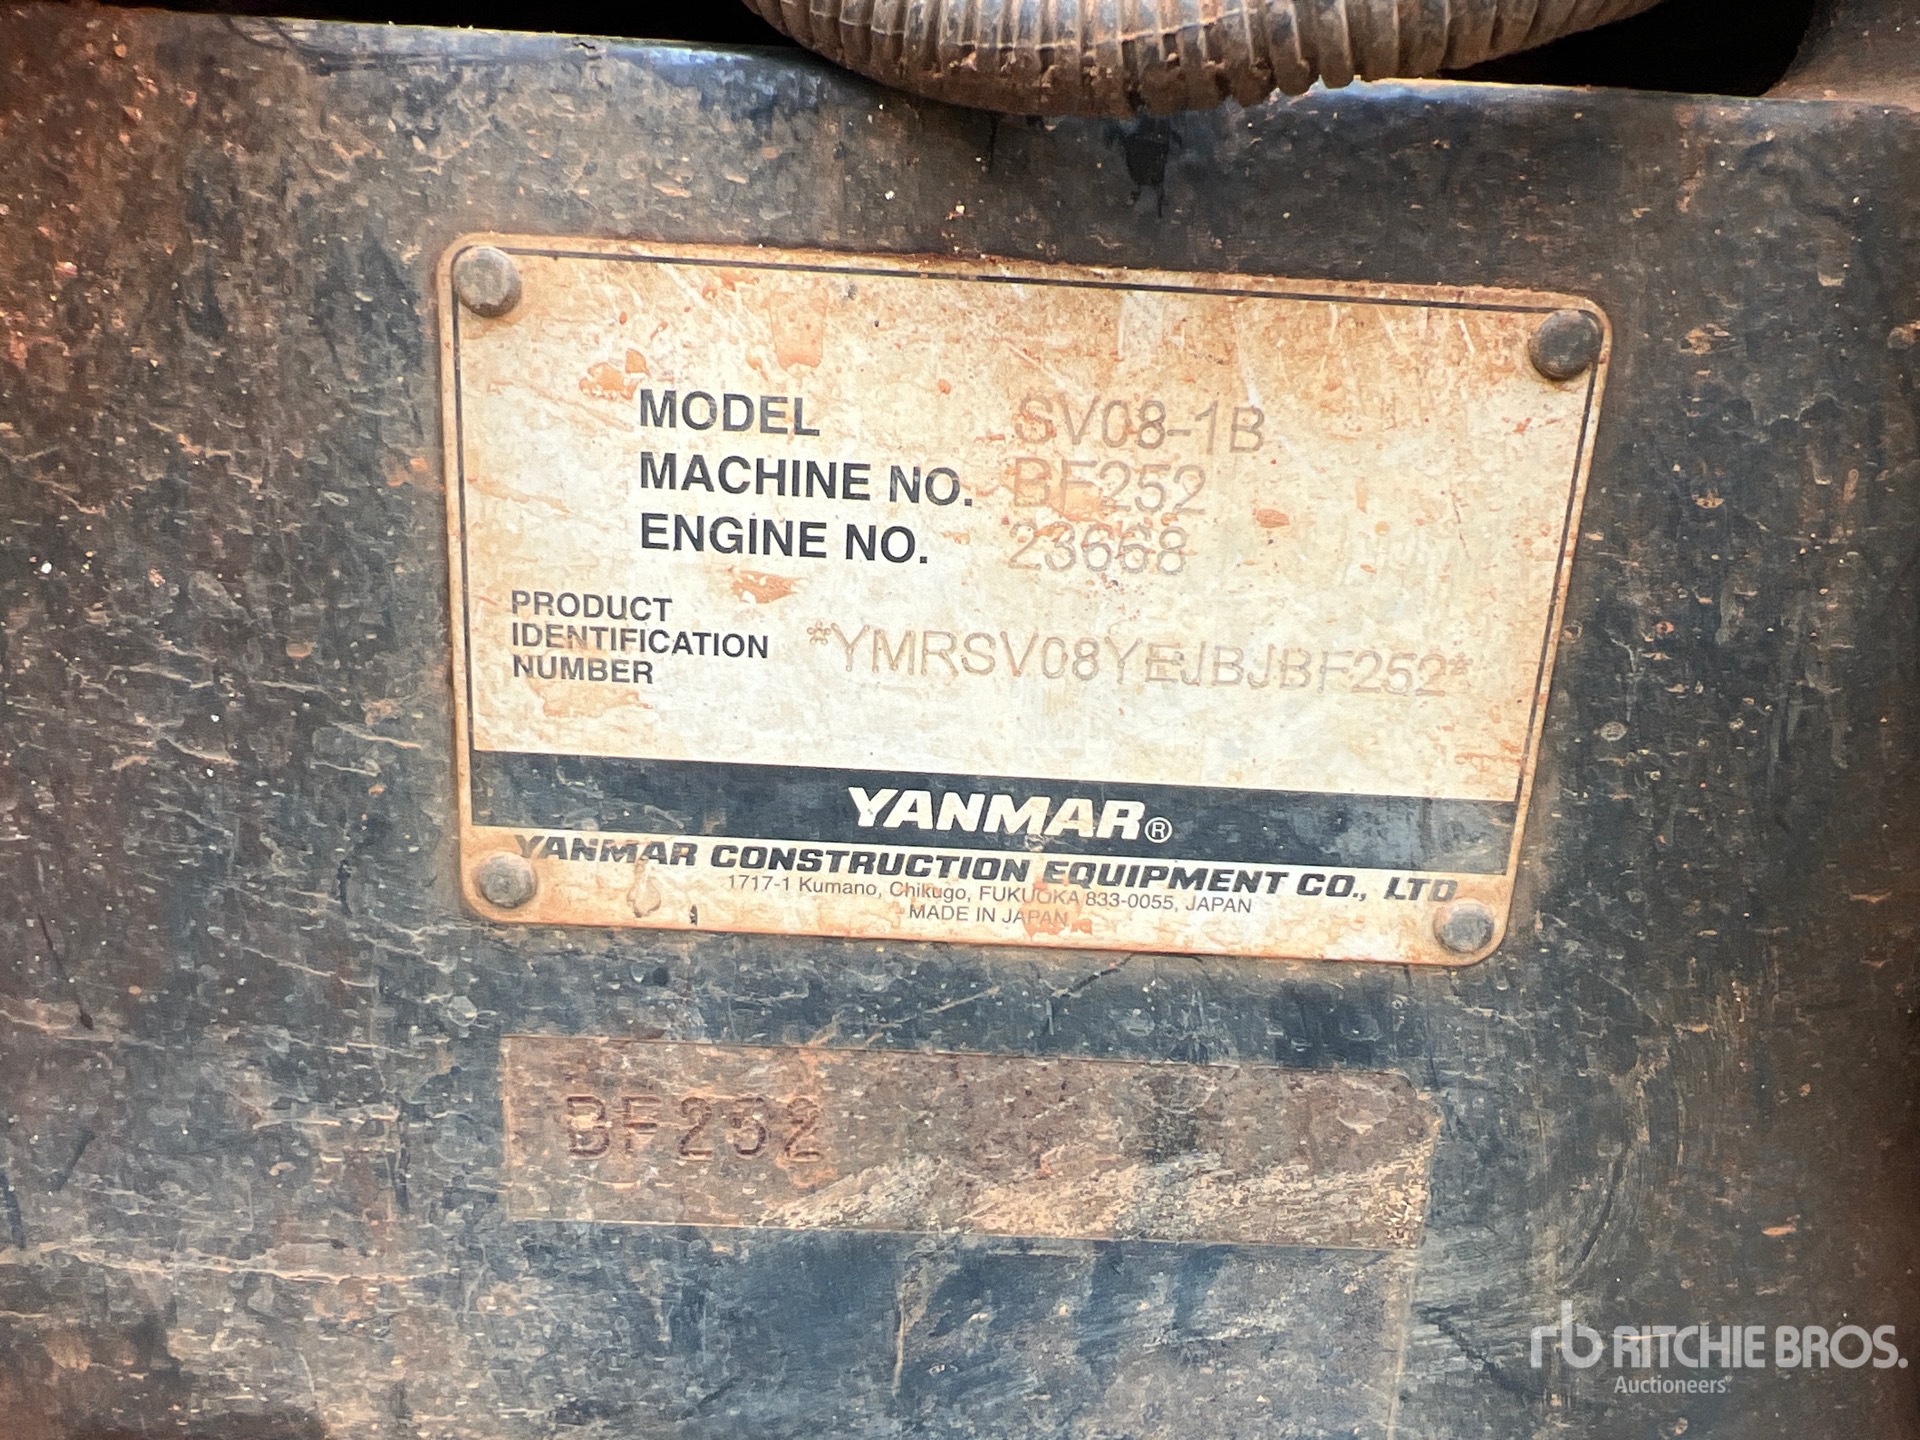 MODEL SV08-1B
MACHINE NO. BF252
ENGINE NO. 23668
PRODUCT
IDENTIFICATION
NUMBER
*YMRSV08YEJBJBF252*
YANMAR®
YANMAR CONSTRUCTION EQUIPMENT CO., LTD
1717-1 Kumano, Chikugo, FUKUOKA 833-0055, JAPAN
MADE IN JAPAN
BF252
rb RITCHIE BROS.
Auctioneers